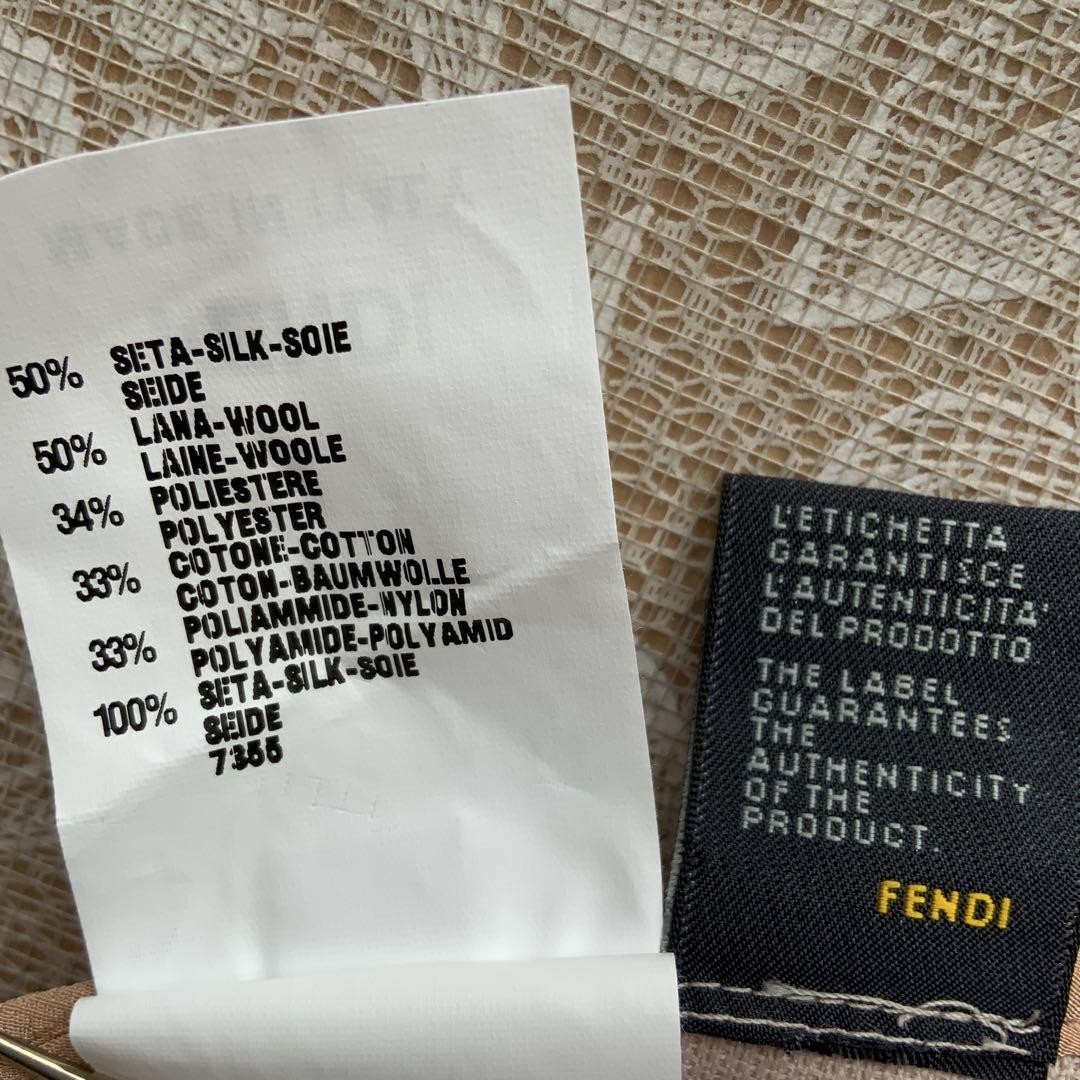 50% SETA-SILK-SOIE
SEIDE
50% LANA-WOOL
LAINE-WOOLE
34% POLIESTERE
POLYESTER
33% COTONE-COTTON
COTON-BAUMWOLLE
33% POLIAMMIDE-NYLON
POLYAMIDE-POLYAMID
100% SETA-SILK-SOIE
SEIDE
7355
L'ETICHETTA
GARANTISCE
L'AUTENTICITA'
DEL PRODOTTO
THE LABEL
GUARANTEES
THE
AUTHENTICITY
OF THE
PRODUCT.
FENDI